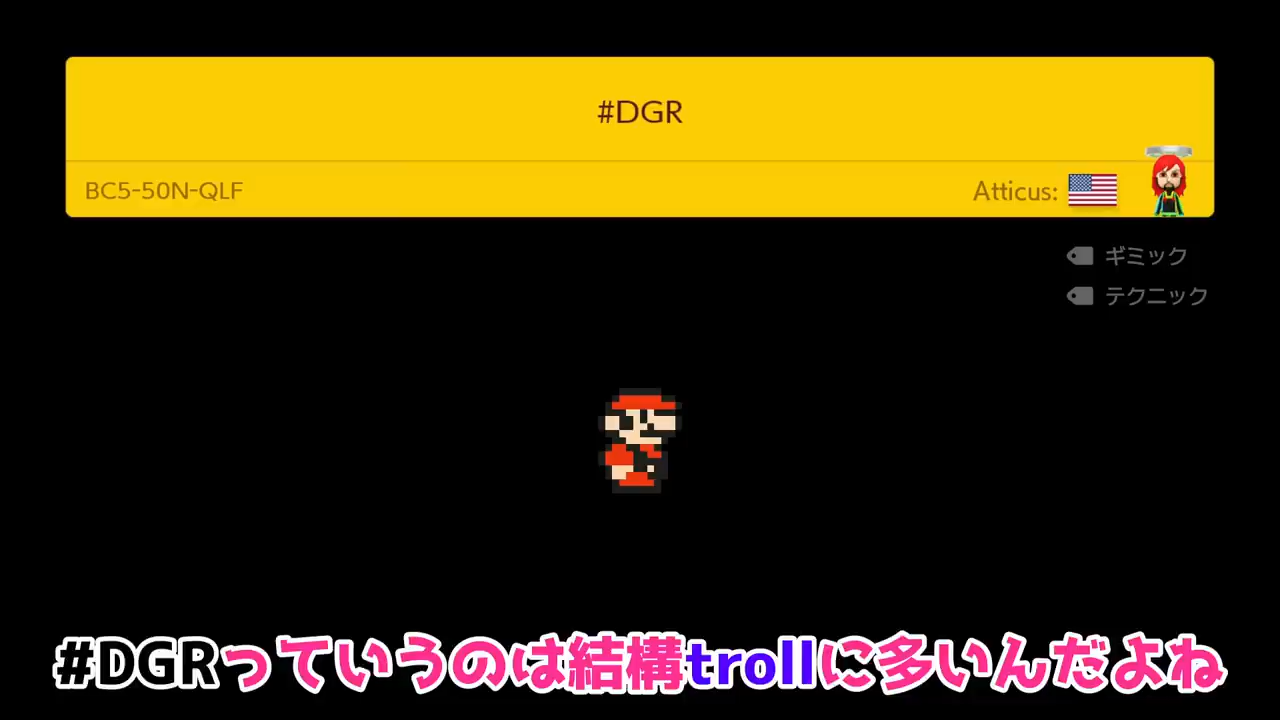 #DGR
BC5-50N-QLF
Atticus:
ギミック
テクニック
#DGRっていうのは結構trollに多いんだよね